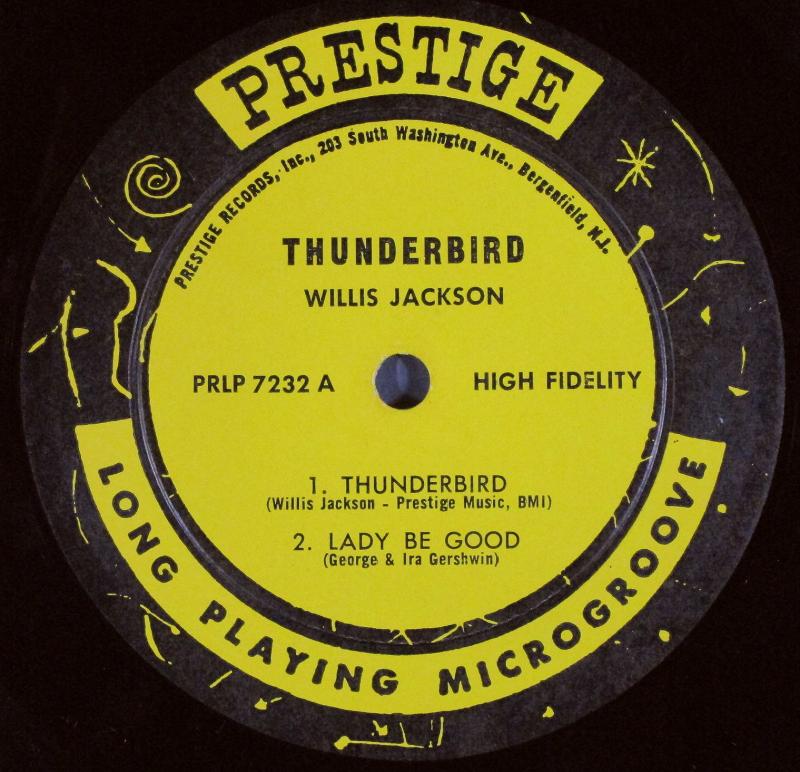 PRESTIGE
PRESTIGE RECORDS, Inc., 203 South Washington Ave., Bergenfield, N.J.
THUNDERBIRD
WILLIS JACKSON
PRLP 7232 A
HIGH FIDELITY
1. THUNDERBIRD
(Willis Jackson - Prestige Music, BMI)
2. LADY BE GOOD
(George & Ira Gershwin)
LONG PLAYING MICROGROOVE